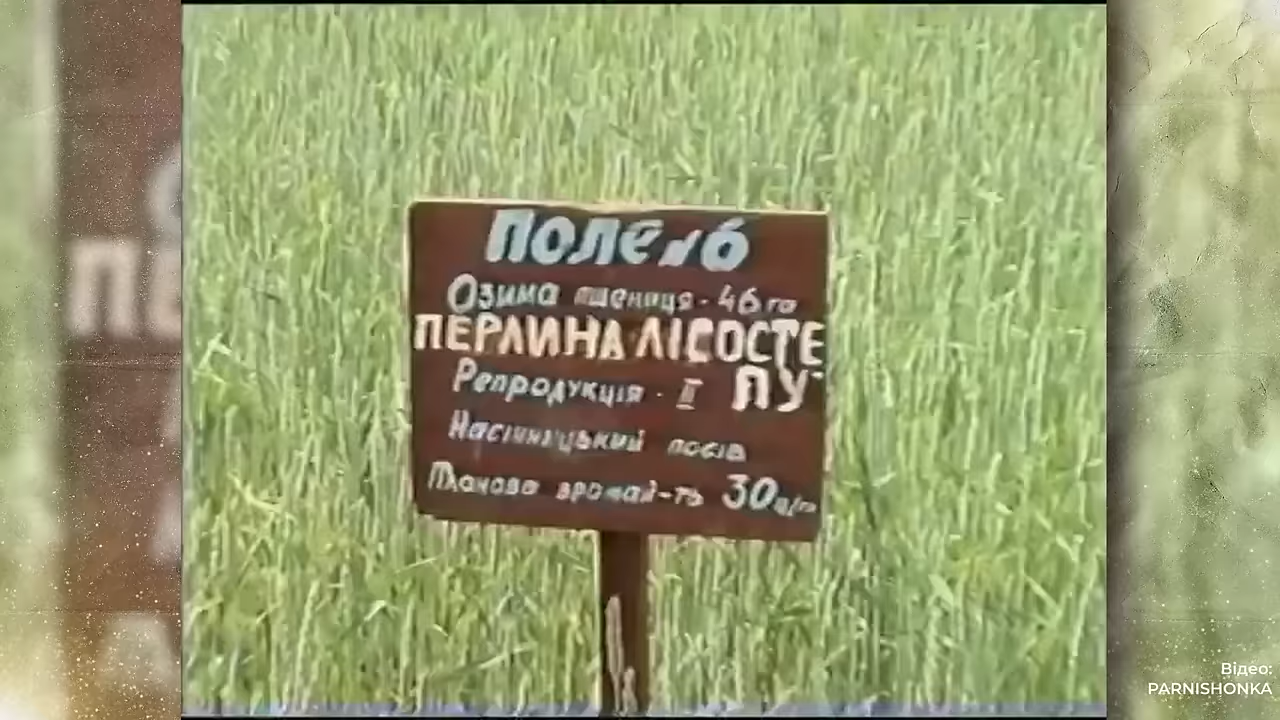 ПОЛЕ №6
Озима пшениця - 46 га
ПЕРЛИНА ЛІСОСТЕ
ПУ
Репродукція - II
Насінницький посів
Планова врожай-ть 30 ц/га
Відео:
PARNISHONKA